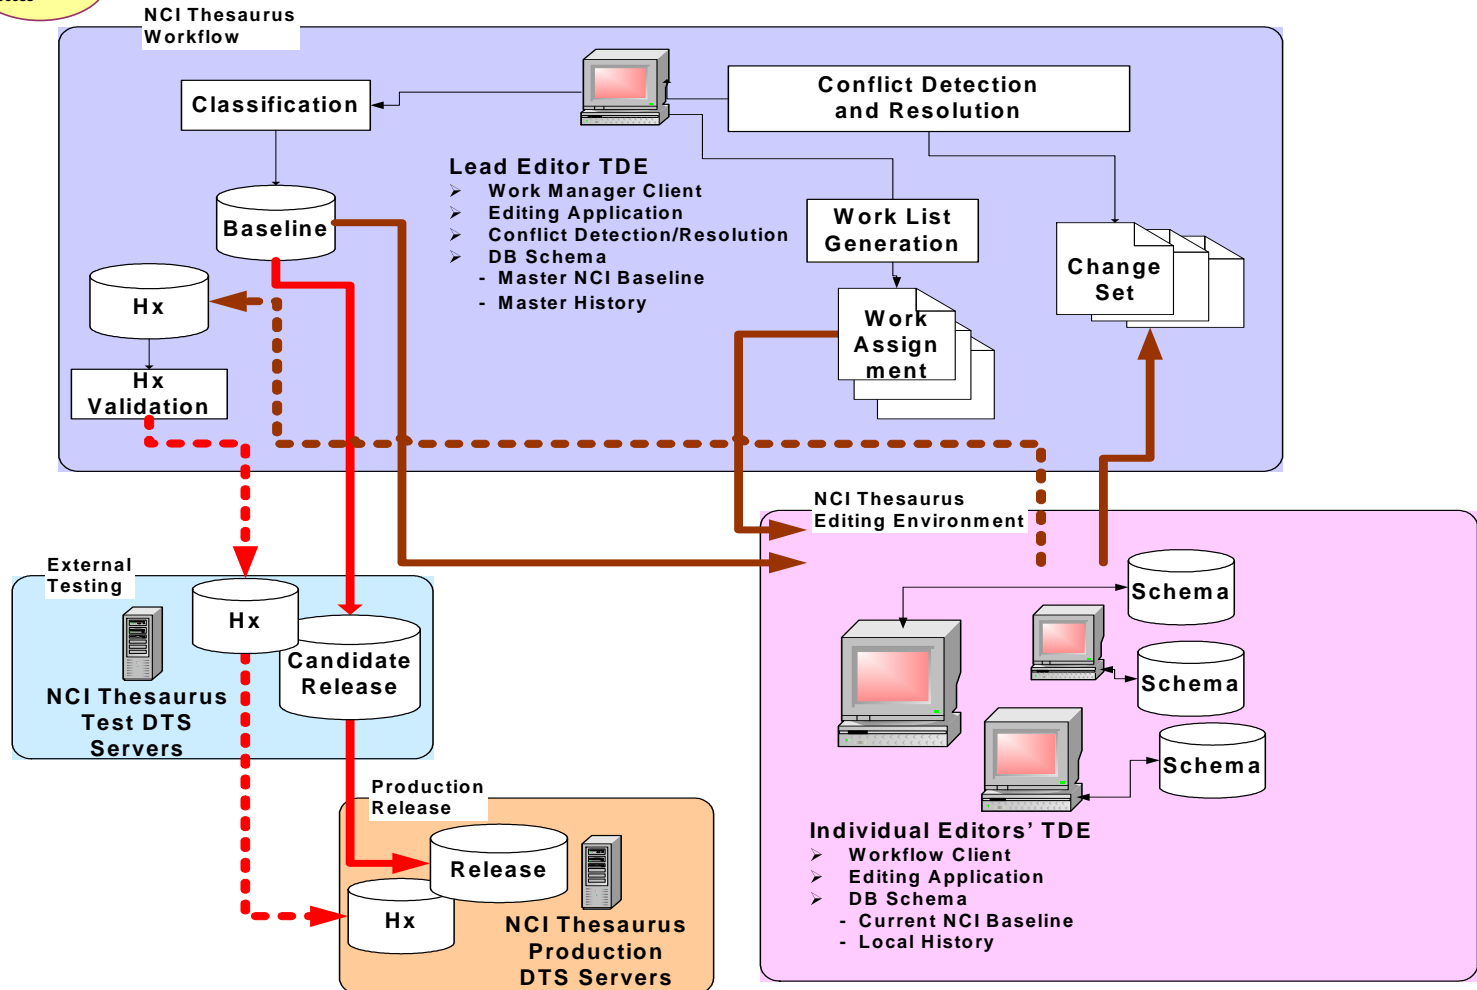 NCI Thesaurus
Workflow
Classification
Conflict Detection
and Resolution
Lead Editor TDE
➢ Work Manager Client
➢ Editing Application
➢ Conflict Detection/Resolution
➢ DB Schema
- Master NCI Baseline
- Master History
Baseline
Work List
Generation
Change
Set
Hx
Work
Assign
ment
Hx
Validation
NCI Thesaurus
Editing Environment
External
Testing
Hx
Candidate
Release
NCI Thesaurus
Test DTS
Servers
Schema
Schema
Schema
Production
Release
Release
Hx
NCI Thesaurus
Production
DTS Servers
Individual Editors’ TDE
➢ Workflow Client
➢ Editing Application
➢ DB Schema
- Current NCI Baseline
- Local History